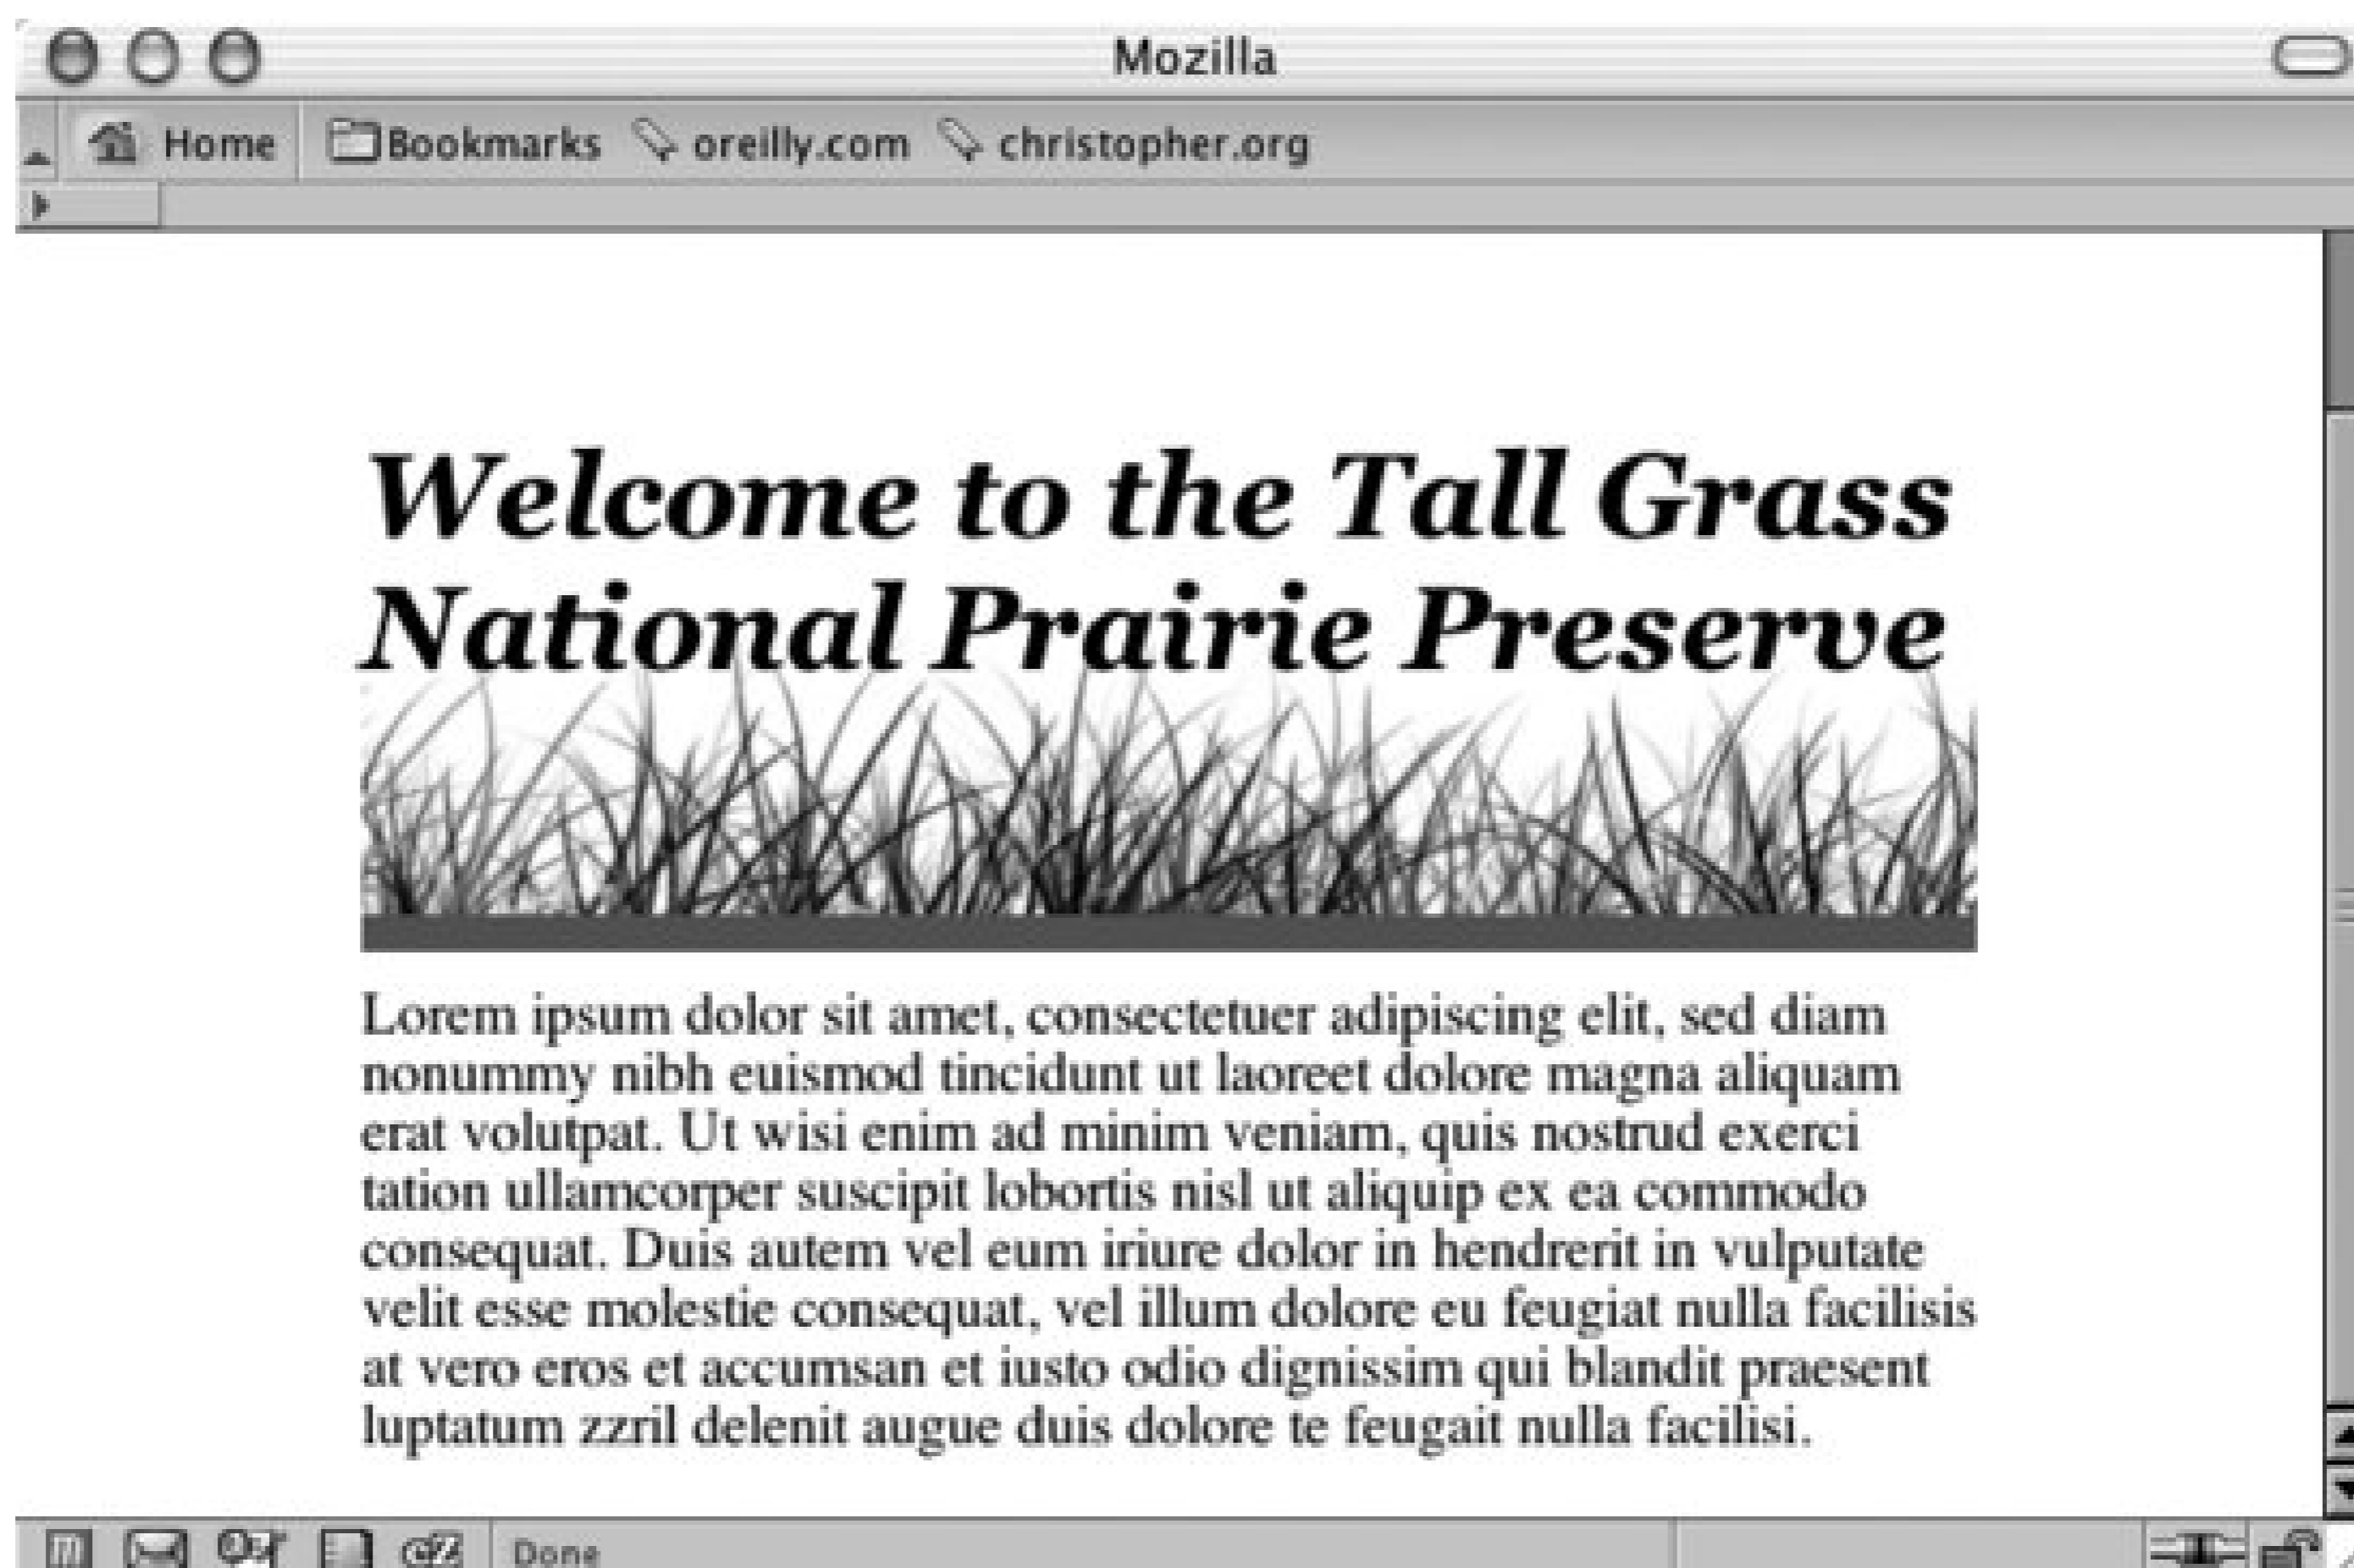 Mozilla
Home Bookmarks oreilly.com christopher.org
Welcome to the Tall Grass
National Prairie Preserve
Lorem ipsum dolor sit amet, consectetuer adipiscing elit, sed diam
nonummy nibh euismod tincidunt ut laoreet dolore magna aliquam
erat volutpat. Ut wisi enim ad minim veniam, quis nostrud exerci
tation ullamcorper suscipit lobortis nisl ut aliquip ex ea commodo
consequat. Duis autem vel eum iriure dolor in hendrerit in vulputate
velit esse molestie consequat, vel illum dolore eu feugiat nulla facilisis
at vero eros et accumsan et iusto odio dignissim qui blandit praesent
luptatum zzril delenit augue duis dolore te feugait nulla facilisi.
Done